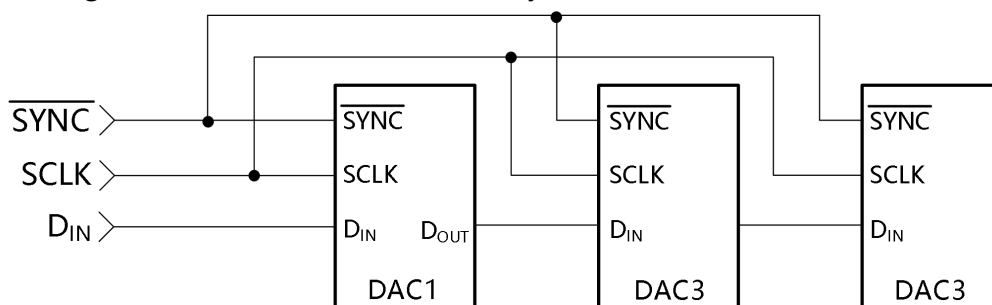 SYNC
SCLK
DIN
SYNC
SCLK
DIN DOUT
DAC1
SYNC
SCLK
DIN
DAC3
SYNC
SCLK
DIN
DAC3